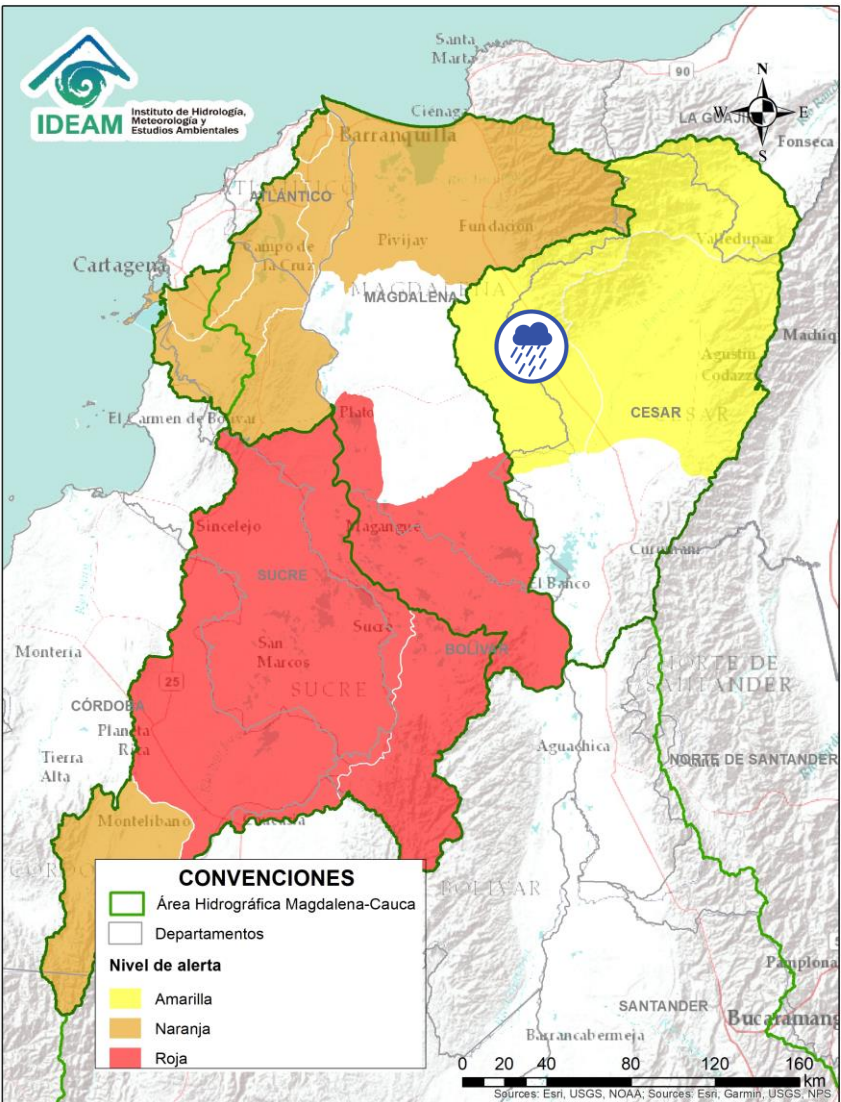 IDEAM
Instituto de Hidrología,
Meteorología y
Estudios Ambientales
Santa
Marta
90
N
W
E
S
Ciénaga
LA GUAJIRA
Barranquilla
Fonseca
ATLÁNTICO
Fundación
Pivijay
Valledupar
Campo de
la Cruz
Cartagena
MAGDALENA
Machiq
Agustín
Codazzi
CESAR
El Carmen de Bolívar
Plato
Sincelejo
Magangué
Curumaní
SUCRE
El Banco
Sucre
Montería
San
Marcos
BOLÍVAR
NORTE DE
SANTANDER
25
SUCRE
CÓRDOBA
Planeta
Rica
Aguachica
Tierra
Alta
NORTE DE SANTANDER
Montelíbano
BOLÍVAR
CONVENCIONES
Área Hidrográfica Magdalena-Cauca
Departamentos
Nivel de alerta
Amarilla
Naranja
Roja
Pamplona
SANTANDER
Bucaramang
Barrancabermeja
0 20 40 80 120 160
km
Sources: Esri, USGS, NOAA; Sources: Esri, Garmin, USGS, NPS